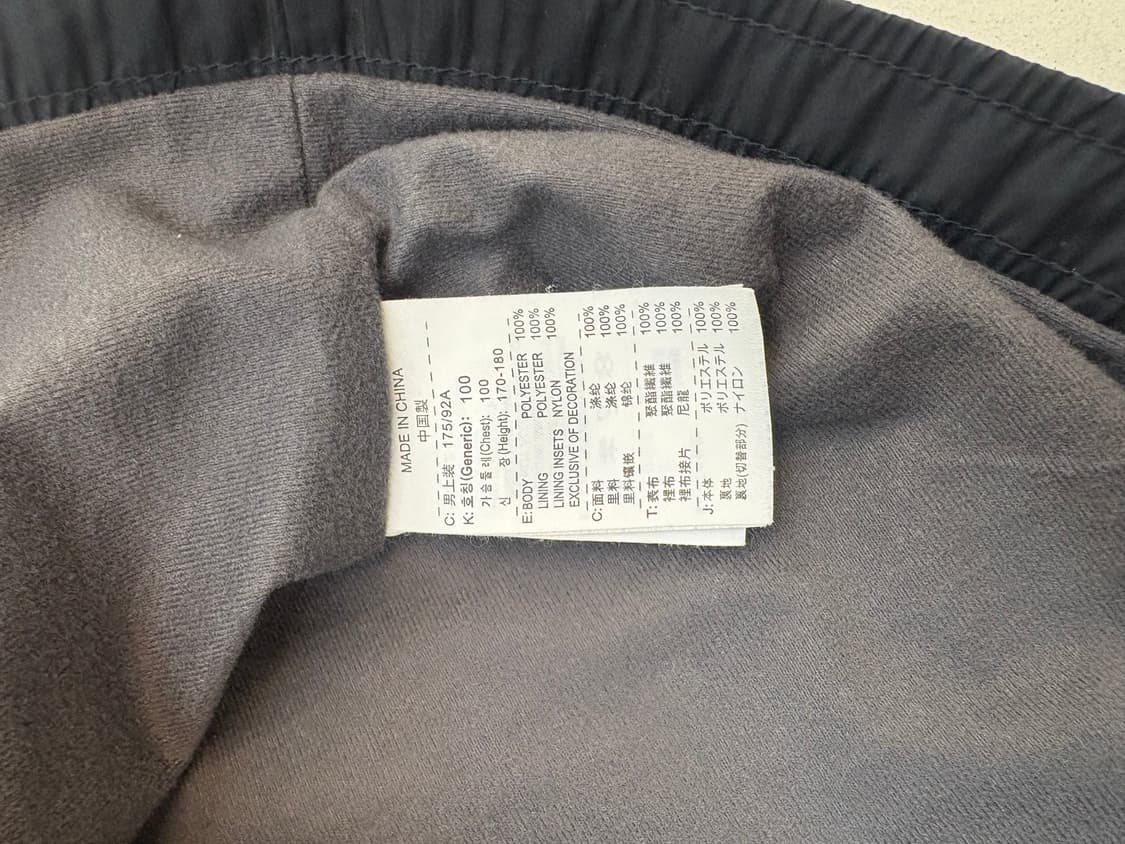 MADE IN CHINA
中国製
C: 男上装 175/92A
K: 호칭(Generic): 100
가슴둘레(Chest): 100
신 장(Height): 170-180
E: BODY POLYESTER 100%
LINING POLYESTER 100%
LINING INSETS NYLON 100%
EXCLUSIVE OF DECORATION
C: 面料 涤纶 100%
里料 涤纶 100%
里料镶嵌 锦纶 100%
T: 表布 聚酯纖維 100%
裡布 聚酯纖維 100%
裡布接片 尼龍 100%
J: 本体 ポリエステル 100%
裏地 ポリエステル 100%
裏地(切替部分) ナイロン 100%